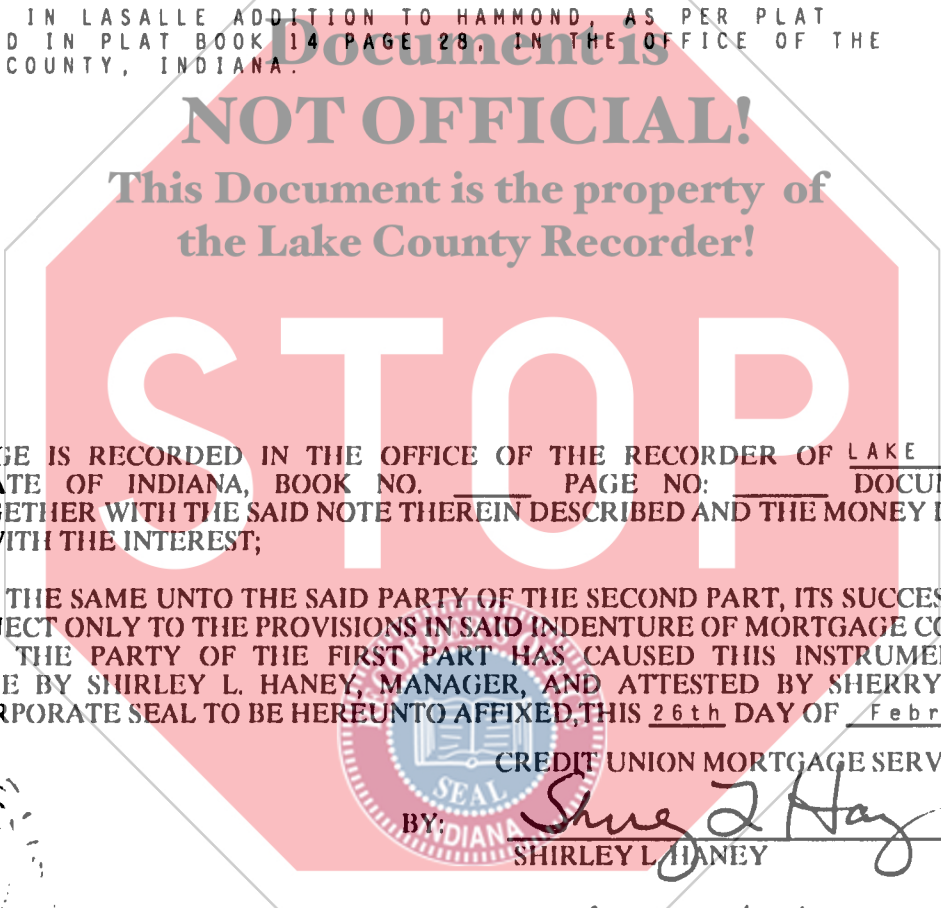 IN LASALLE ADDITION TO HAMMOND, AS PER PLAT
D IN PLAT BOOK 14 PAGE 28, IN THE OFFICE OF THE
COUNTY, INDIANA.
Document is
NOT OFFICIAL!
This Document is the property of
the Lake County Recorder!
STOP
GE IS RECORDED IN THE OFFICE OF THE RECORDER OF LAKE
ATE OF INDIANA, BOOK NO. _____ PAGE NO: _____ DOCUM
GETHER WITH THE SAID NOTE THEREIN DESCRIBED AND THE MONEY
WITH THE INTEREST;
THE SAME UNTO THE SAID PARTY OF THE SECOND PART, ITS SUCCES
JECT ONLY TO THE PROVISIONS IN SAID INDENTURE OF MORTGAGE CO
THE PARTY OF THE FIRST PART HAS CAUSED THIS INSTRUME
E BY SHIRLEY L. HANEY, MANAGER, AND ATTESTED BY SHERRY
RPORATE SEAL TO BE HEREUNTO AFFIXED, THIS 26th DAY OF Febr
CREDIT UNION MORTGAGE SERV
SEAL
INDIANA
BY:
SHIRLEY L. HANEY